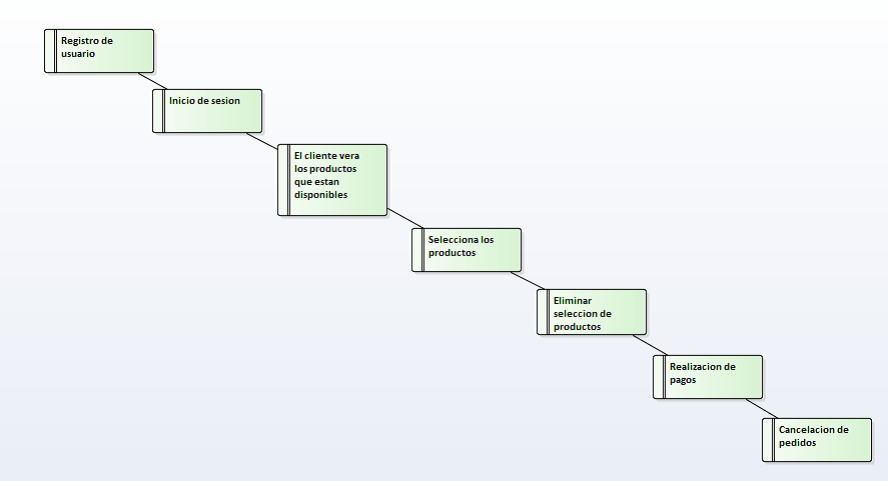 Registro de
usuario
Inicio de sesion
El cliente vera
los productos
que estan
disponibles
Selecciona los
productos
Eliminar
seleccion de
productos
Realizacion de
pagos
Cancelacion de
pedidos